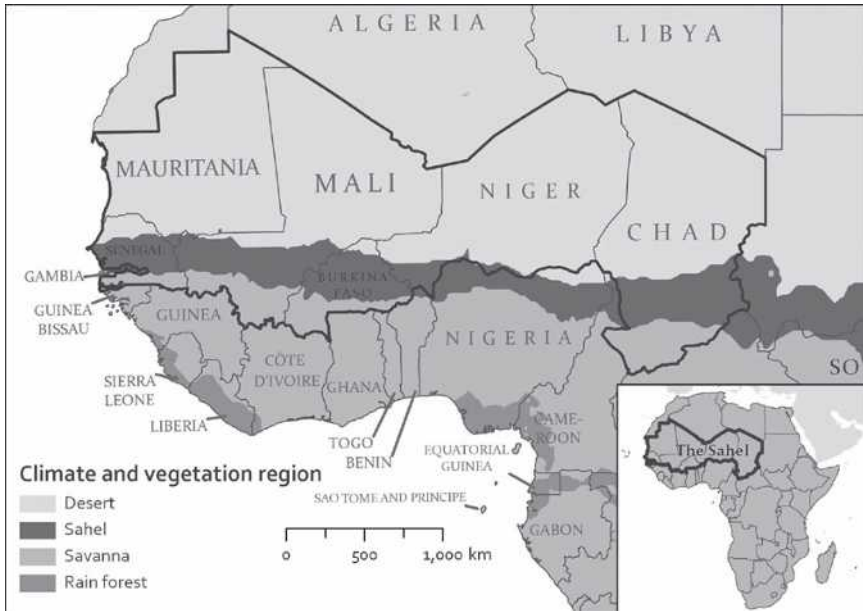 ALGERIA
LIBYA
MAURITANIA
MALI
NIGER
CHAD
SENEGAL
GAMBIA
BURKINA
FASO
GUINEA
BISSAU
GUINEA
NIGERIA
CÔTE
D'IVOIRE
GHANA
SIERRA
LEONE
LIBERIA
TOGO
BENIN
CAME-
ROON
EQUATORIAL
GUINEA
SAO TOME AND PRINCIPE
GABON
SO
The Sahel
Climate and vegetation region
Desert
Sahel
Savanna
Rain forest
0 500 1,000 km